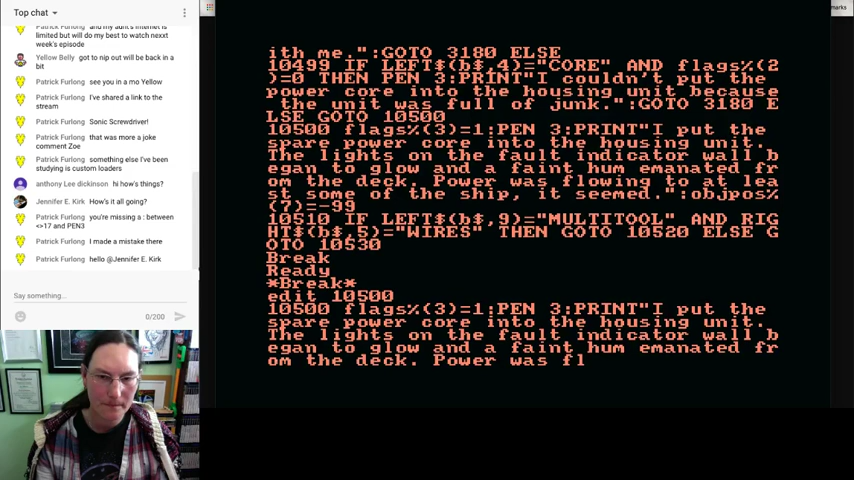 Top chat
Patrick Furlong and my aunt's internet is
limited but will do my best to watch nexxt
week's episode
Yellow Belly got to nip out will be back in a
bit
Patrick Furlong see you in a mo Yellow
Patrick Furlong I've shared a link to the
stream
Patrick Furlong Sonic Screwdriver!
Patrick Furlong that was more a joke
comment Zoe
Patrick Furlong something else I've been
studying is custom loaders
anthony Lee dickinson hi how's things?
Jennifer E. Kirk How's it all going?
Patrick Furlong you're missing a : between
<>17 and PEN3
Patrick Furlong I made a mistake there
Patrick Furlong hello @Jennifer E. Kirk
Say something...
0/200
marks
ith me.":GOTO 3180 ELSE
10499 IF LEFT$(b$,4)="CORE" AND flags%(2
)=0 THEN PEN 3:PRINT"I couldn't put the
power core into the housing unit because
the unit was full of junk.":GOTO 3180 E
LSE GOTO 10500
10500 flags%(3)=1:PEN 3:PRINT"I put the
spare power core into the housing unit.
The lights on the fault indicator wall b
egan to glow and a faint hum emanated fr
om the deck. Power was flowing to at lea
st some of the ship, it seemed.":objpos%
(7)=-99
10510 IF LEFT$(b$,9)="MULTITOOL" AND RIG
HT$(b$,5)="WIRES" THEN GOTO 10520 ELSE G
OTO 10530
Break
Ready
*Break*
edit 10500
10500 flags%(3)=1:PEN 3:PRINT"I put the
spare power core into the housing unit.
The lights on the fault indicator wall b
egan to glow and a faint hum emanated fr
om the deck. Power was fl